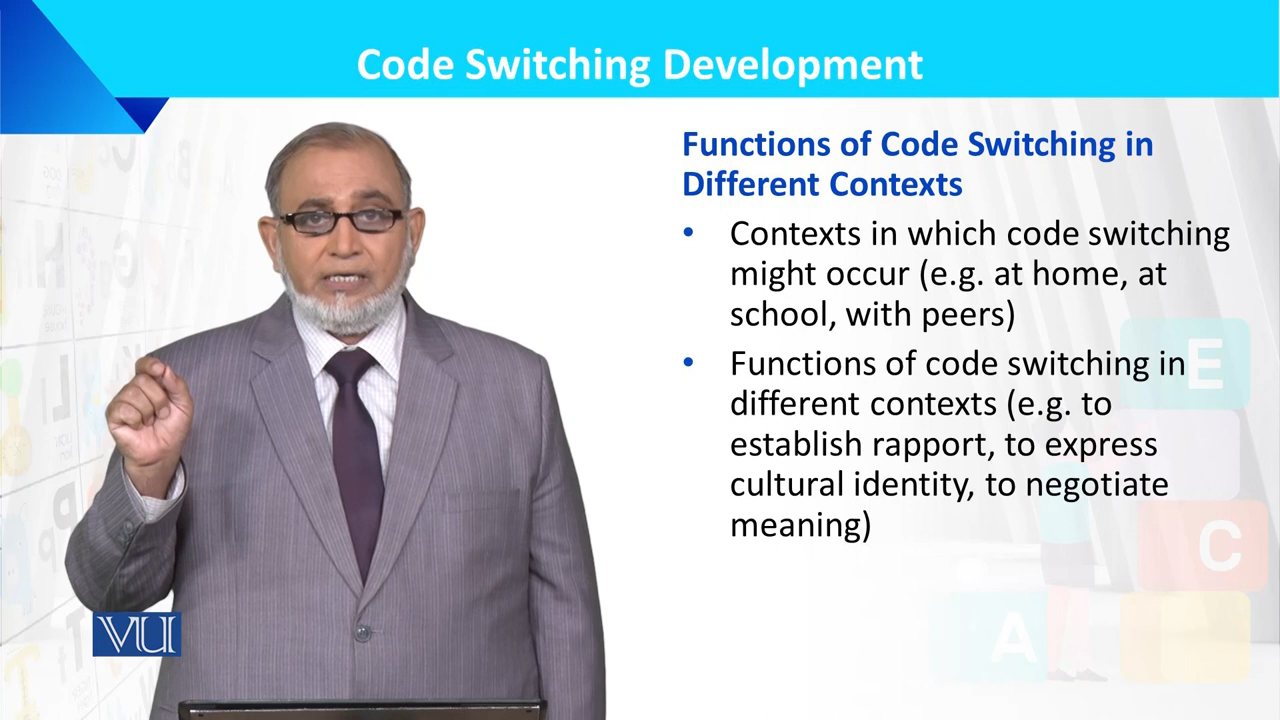 Code Switching Development
Functions of Code Switching in
Different Contexts
• Contexts in which code switching
might occur (e.g. at home, at
school, with peers)
• Functions of code switching in
different contexts (e.g. to
establish rapport, to express
cultural identity, to negotiate
meaning)
E
C
A
VU